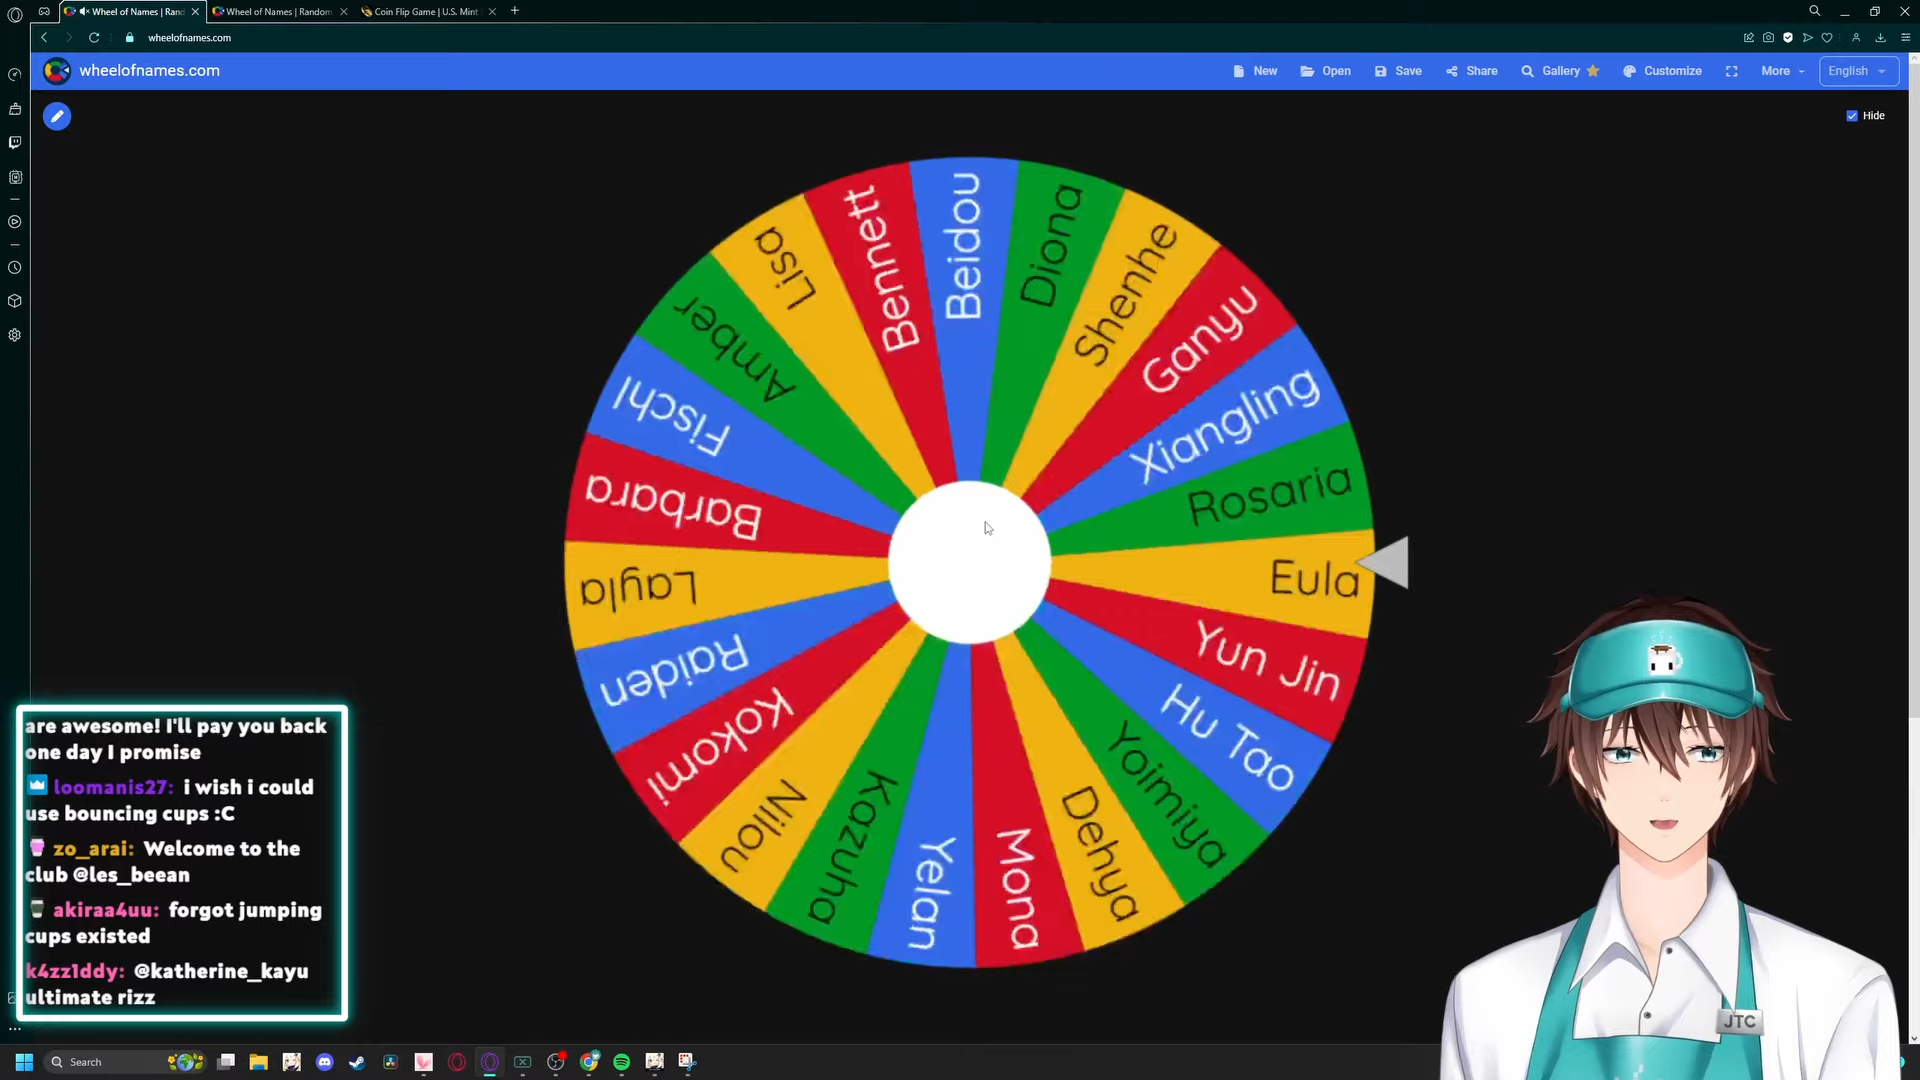 Wheel of Names | Rand
Wheel of Names | Random
Coin Flip Game | U.S. Mint
wheelofnames.com
wheelofnames.com
New
Open
Save
Share
Gallery
Customize
More
English
Hide
Beidou
Diona
Shenhe
Ganyu
Xiangling
Rosaria
Eula
Yun Jin
Hu Tao
Yoimiya
Dehya
Mona
Yelan
Kazuha
Nilou
Kokomi
Raiden
Layla
Barbara
Fischl
Amber
Lisa
Bennett
are awesome! I'll pay you back
one day I promise
loomanis27: i wish i could
use bouncing cups :C
zo_arai: Welcome to the
club @les_beean
akiraa4uu: forgot jumping
cups existed
k4zz1ddy: @katherine_kayu
ultimate rizz
JTC
Search